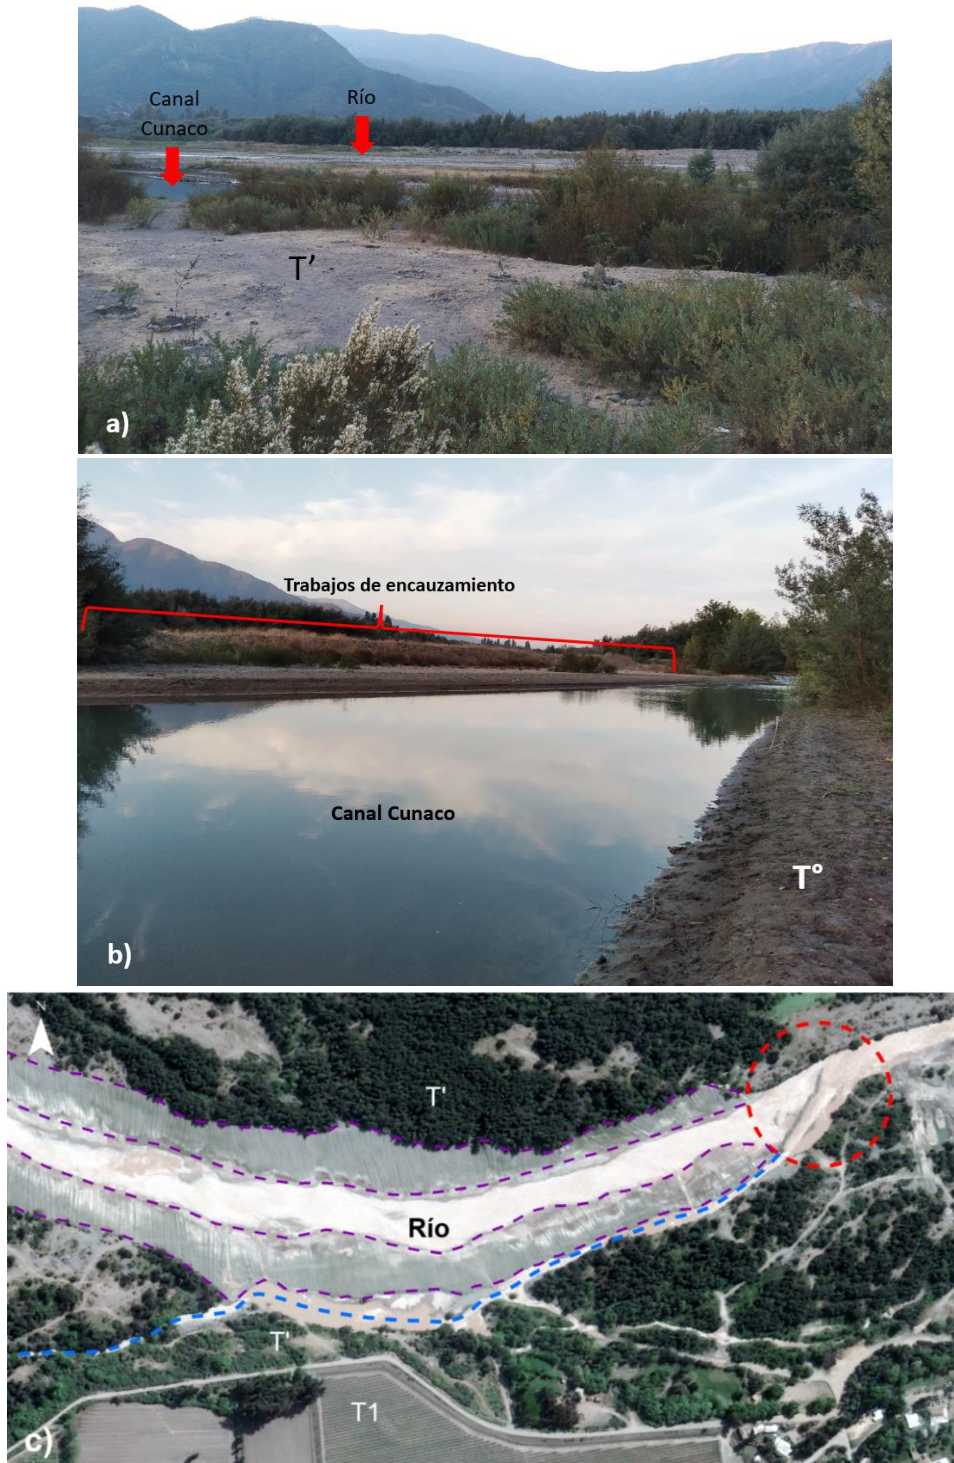 Canal
Cunaco
Río
T’
a)
Trabajos de encauzamiento
Canal Cunaco
T°
b)
N
T'
Río
T'
T1
c)